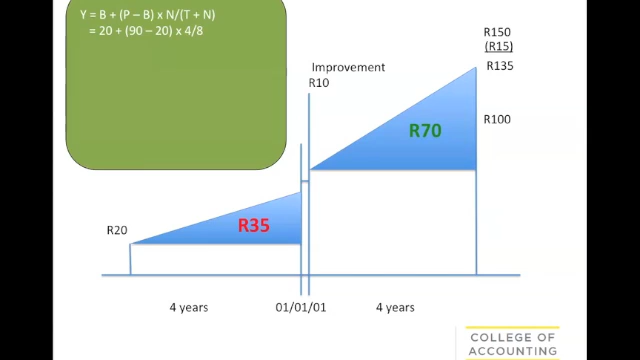 Y = B + (P – B) x N/(T + N)
= 20 + (90 – 20) x 4/8
R150
(R15)
R135
Improvement
R10
R70
R100
R20
R35
4 years
01/01/01
4 years
COLLEGE OF
ACCOUNTING